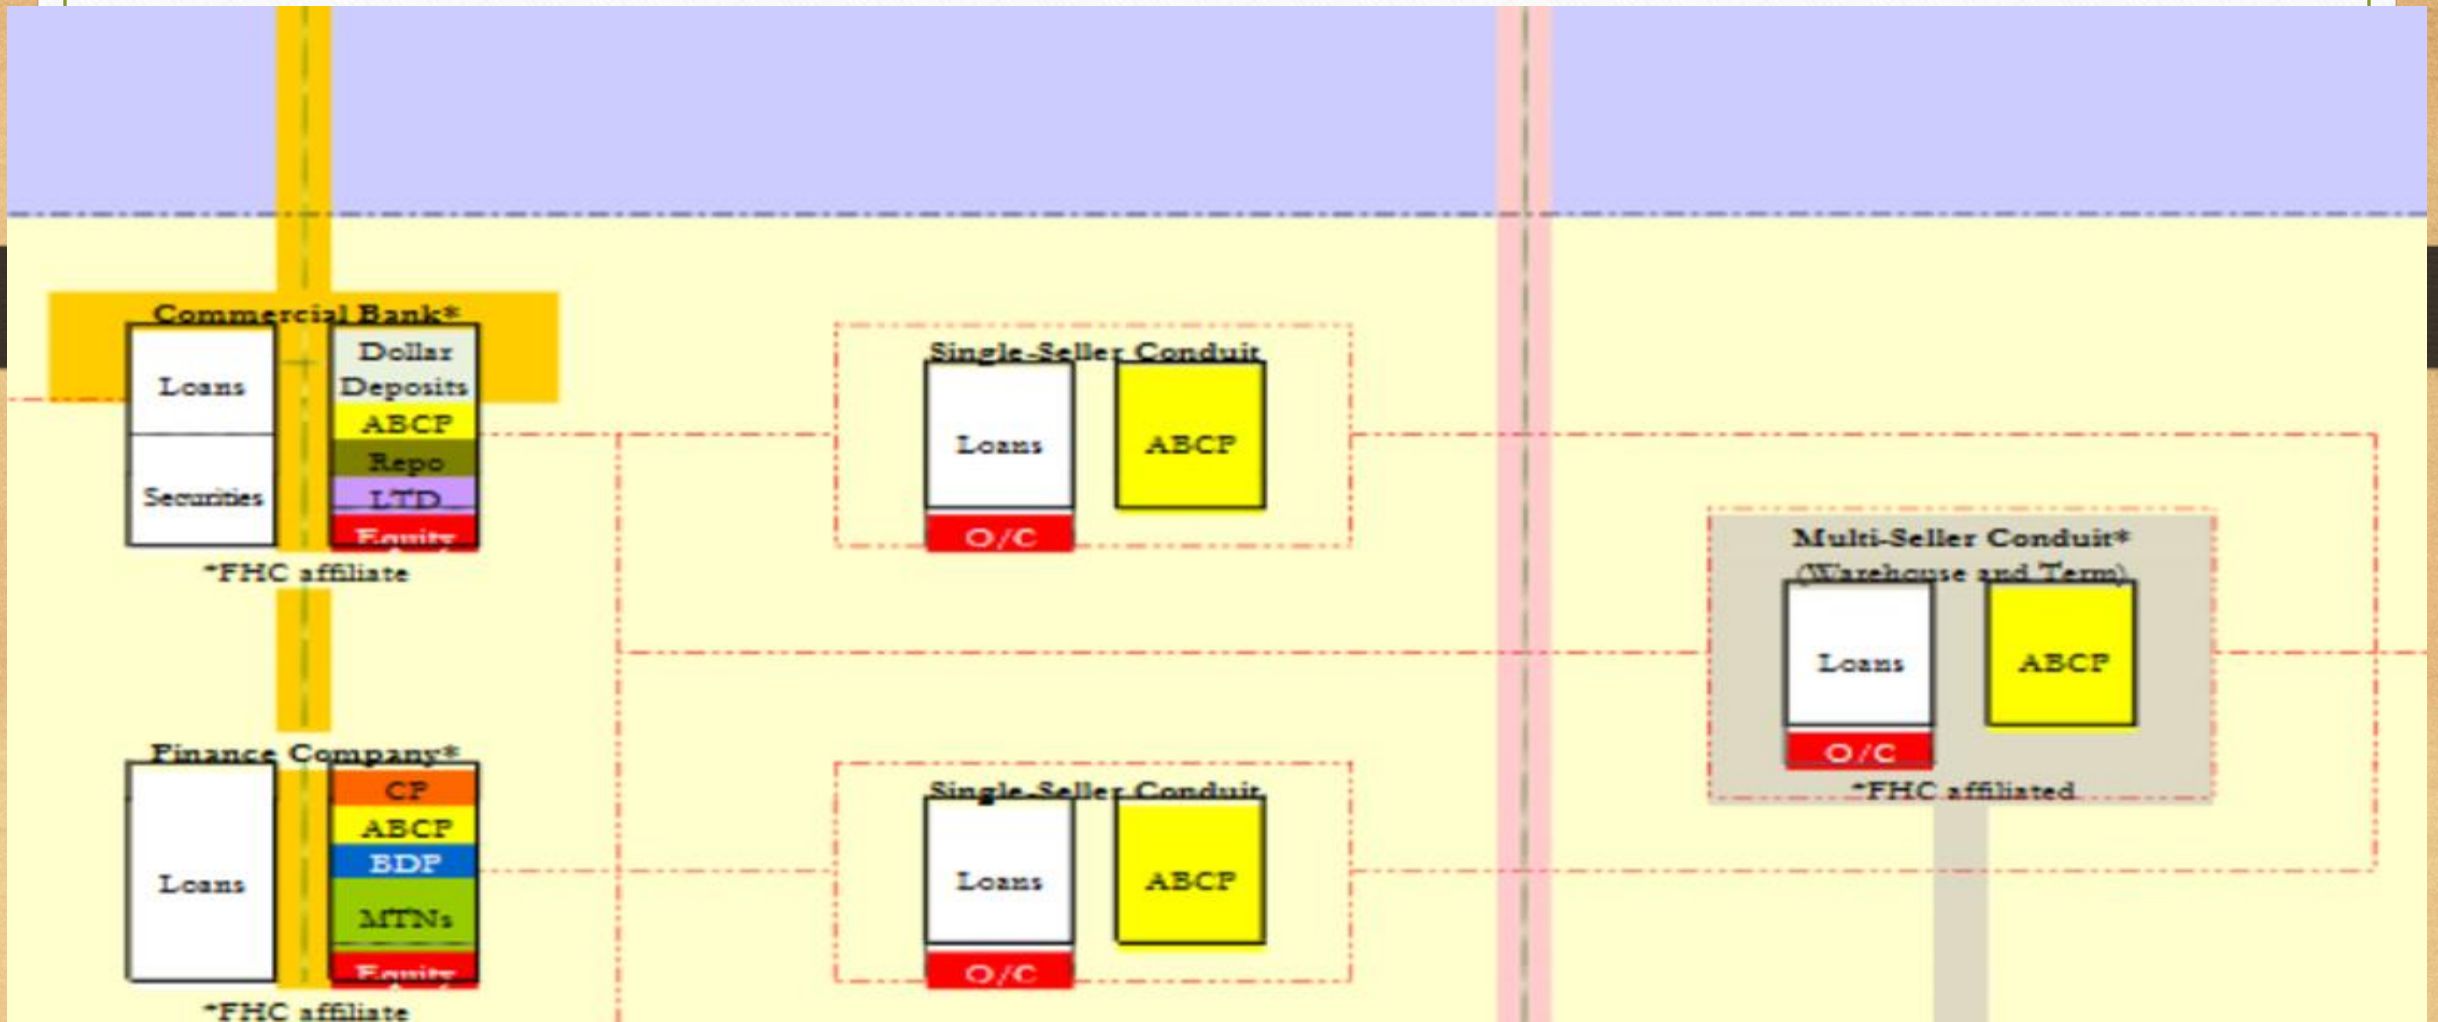 Commercial Bank*
Loans
Securities
Dollar
Deposits
ABCP
Repo
LTD
Equity
*FHC affiliate
Single-Seller Conduit
Loans
ABCP
O/C
Multi-Seller Conduit*
(Warehouse and Term)
Loans
ABCP
O/C
*FHC affiliated
Finance Company*
Loans
CP
ABCP
BDP
MTNs
Equity
*FHC affiliate
Single-Seller Conduit
Loans
ABCP
O/C